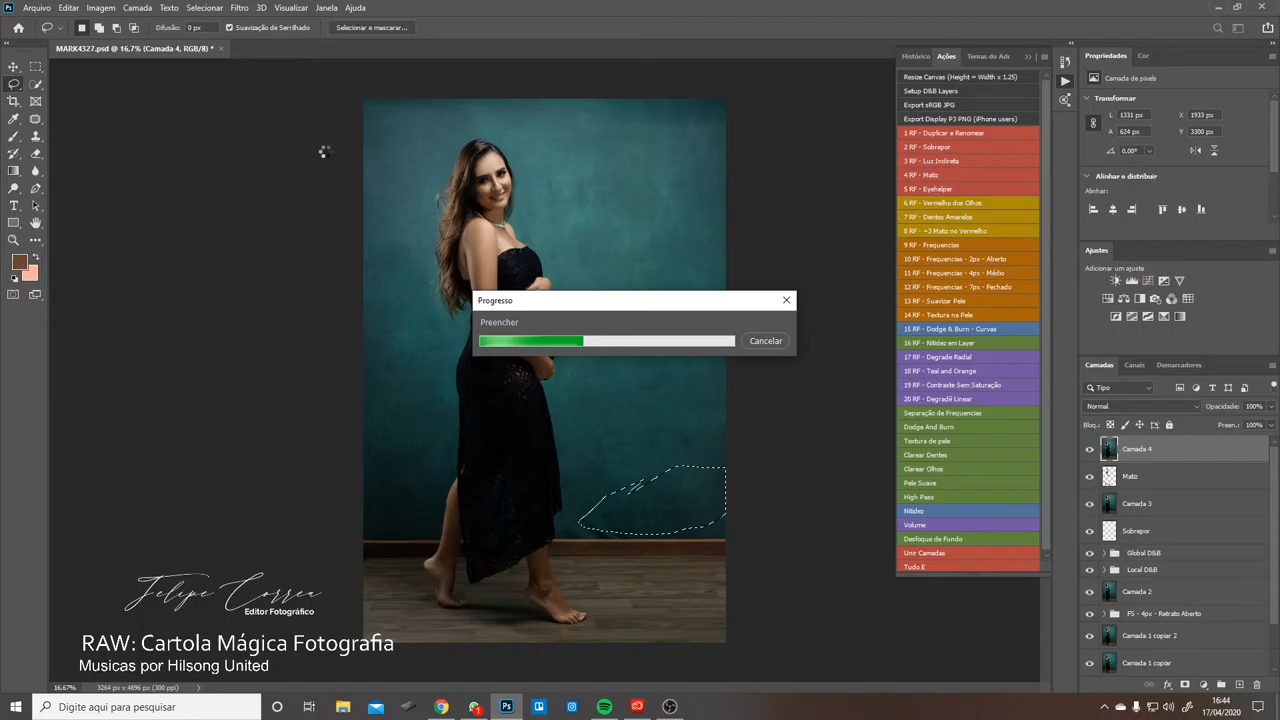 Arquivo Editar Imagem Camada Texto Selecionar Filtro 3D Visualizar Janela Ajuda
Difusão: 0 px Suavização de Serrilhado Selecionar e mascarar...
MARK4327.psd @ 16,7% (Camada 4, RGB/8) *
Histórico Ações Temas do Adc
Resize Canvas (Height = Width x 1.25)
Setup D&B Layers
Export sRGB JPG
Export Display P3 PNG (iPhone users)
1 RF - Duplicar e Renomear
2 RF - Sobrepor
3 RF - Luz Indireta
4 RF - Matiz
5 RF - Eyehelper
6 RF - Vermelho dos Olhos
7 RF - Dentes Amarelos
8 RF - +3 Matiz no Vermelho
9 RF - Frequencias
10 RF - Frequencias - 2px - Aberto
11 RF - Frequencias - 4px - Médio
12 RF - Frequencias - 7px - Fechado
13 RF - Suavizar Pele
14 RF - Textura na Pele
15 RF - Dodge & Burn - Curvas
16 RF - Nitidez em Layer
17 RF - Degrade Radial
18 RF - Teal and Orange
19 RF - Contraste Sem Saturação
20 RF - Degradê Linear
Separação de Frequencias
Dodge And Burn
Textura de pele
Clarear Dentes
Clarear Olhos
Pele Suave
High Pass
Nitidez
Volume
Desfoque de Fundo
Unir Camadas
Tudo E
Propriedades Cor
Camada de pixels
Transformar
L: 1331 px X: 1933 px
A: 624 px Y: 3300 px
0.00°
Alinhar e distribuir
Alinhar:
Ajustes
Adicionar um ajuste
Camadas Canais Demarcadores
Tipo
Normal Opacidade: 100%
Bloq.: Preen.: 100%
Camada 4
Matiz
Camada 3
Sobrepor
Global D&B
Local D&B
Camada 2
F5 - 4px - Retrato Aberto
Camada 1 copiar 2
Camada 1 copiar
Progresso
Preencher
Cancelar
Felipe Correa
Editor Fotográfico
RAW: Cartola Mágica Fotografia
Musicas por Hilsong United
16,67% 3264 px x 4896 px (300 ppi)
Digite aqui para pesquisar
1
16:44
17/04/2020